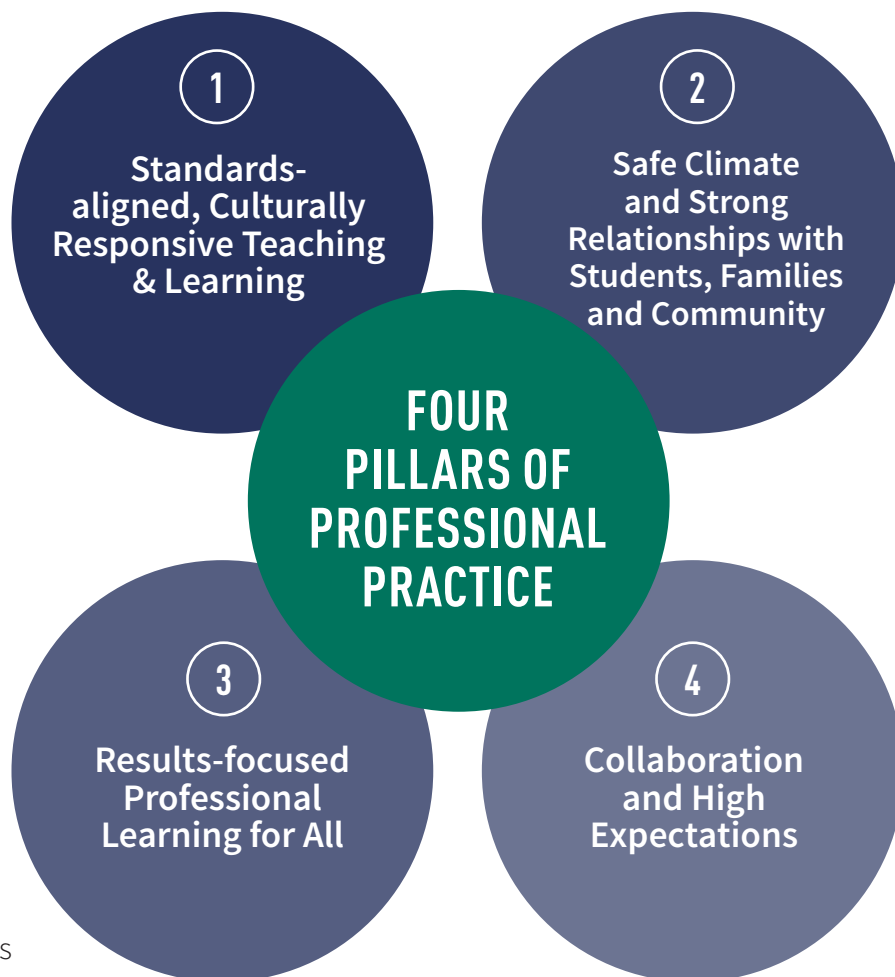 1
Standards-
aligned, Culturally
Responsive Teaching
& Learning
2
Safe Climate
and Strong
Relationships with
Students, Families
and Community
FOUR
PILLARS OF
PROFESSIONAL
PRACTICE
3
Results-focused
Professional
Learning for All
4
Collaboration
and High
Expectations
S